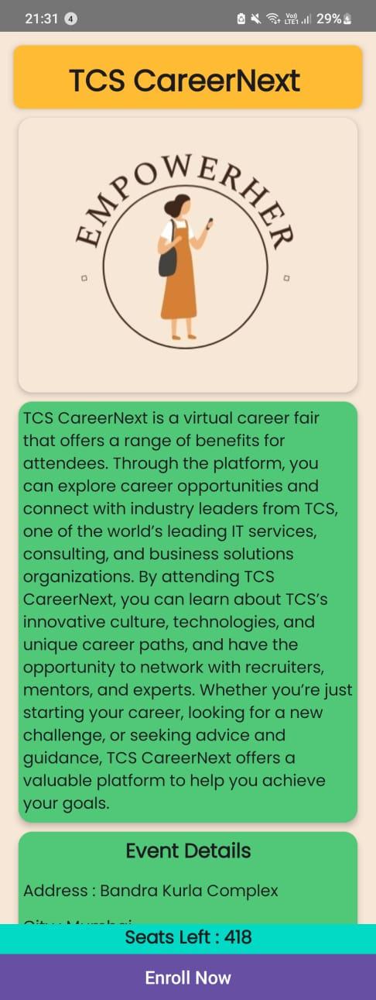 21:31 4 Vo) LTE1 29%
TCS CareerNext
EMPOWERHER
TCS CareerNext is a virtual career fair
that offers a range of benefits for
attendees. Through the platform, you
can explore career opportunities and
connect with industry leaders from TCS,
one of the world's leading IT services,
consulting, and business solutions
organizations. By attending TCS
CareerNext, you can learn about TCS's
innovative culture, technologies, and
unique career paths, and have the
opportunity to network with recruiters,
mentors, and experts. Whether you're just
starting your career, looking for a new
challenge, or seeking advice and
guidance, TCS CareerNext offers a
valuable platform to help you achieve
your goals.
Event Details
Address : Bandra Kurla Complex
City : Mumbai
Seats Left : 418
Enroll Now